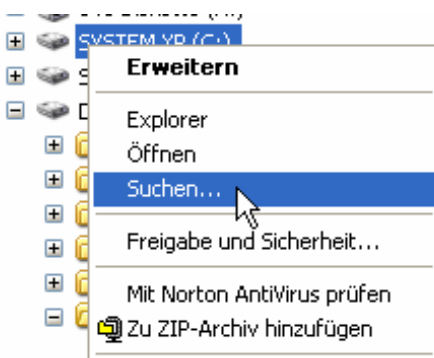 SYSTEM XP (C:)
Erweitern
Explorer
Öffnen
Suchen...
Freigabe und Sicherheit...
Mit Norton AntiVirus prüfen
Zu ZIP-Archiv hinzufügen